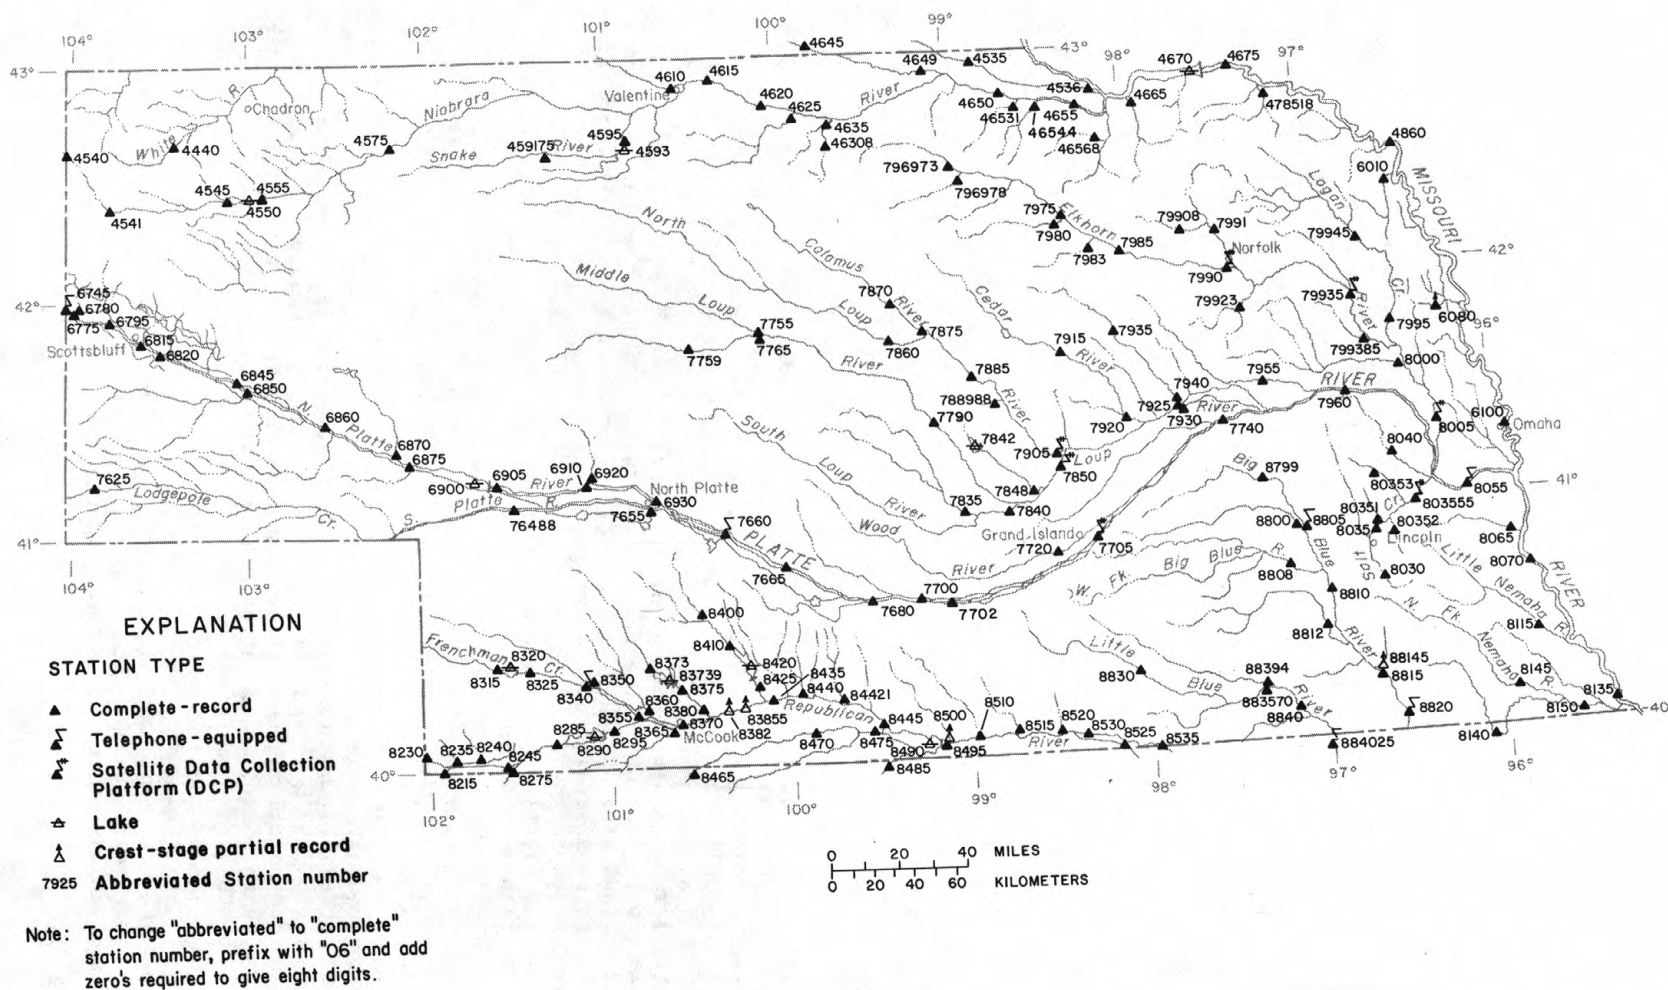 104°
103°
102°
101°
100°
99°
43°
98°
97°
43°
4645
4649
4535
4670
4675
4610
4615
Valentine
4620
4625
River
4650
4536
4665
478518
Chadron
R.
Niobrara
46531
46544
4655
4635
46308
46568
4860
White
4440
4575
459175
Snake
River
4595
4593
4540
4541
4545
4550
4555
796973
796978
6010
MISSOURI
Logan
North
7975
7980
Elkhorn
7983
7985
79908
7991
Norfolk
7990
79945
42°
Calamus
Middle
Loup
Cedar
7870
River
Loup
79923
79935
River
Cr.
7995
6080
96°
42°
6745
6780
6775
6795
6815
Scottsbluff
6820
7755
7765
7759
River
7860
7875
7915
7935
River
799385
8000
6845
6850
7885
788988
River
7790
7940
7925
7930
7920
River
7955
RIVER
7960
7740
N.
Platte
6860
6870
6875
South
Loup
River
7842
7905
Loup
7850
8005
6100
Omaha
8040
7625
Lodgepole
Cr.
6900
6905
6910
River
6920
North Platte
6930
Platte
R.
S.
76488
7655
7835
7848
7840
Big
8799
80353
Cr.
803555
8055
41°
41°
7660
PLATTE
7665
Wood
River
Grand Island
7720
7705
8800
8805
80351
8035
80352
Lincoln
8065
W.
Fk.
Big
Blue
R.
8808
Blue
Salt
8030
Little
Nemaha
R.
8070
RIVER
7680
7700
7702
8810
N.
Fk.
Nemaha
R.
8115
8812
River
104°
103°
8400
8410
Frenchman
Cr.
8320
8315
8325
8340
8350
8373
83739
8375
8420
8425
8435
8440
84421
8360
8355
8380
8365
8370
McCook
8382
83855
Republican
River
Little
Blue
River
8830
88394
883570
8840
88145
8815
8820
8145
8135
8150
8140
40°
8285
8290
8295
8230
8235
8240
8245
8215
8275
8465
8470
8475
8445
8485
8490
8500
8495
8510
8515
8520
8530
8525
8535
884025
40°
102°
101°
100°
99°
98°
97°
96°
EXPLANATION
STATION TYPE
Complete-record
Telephone-equipped
Satellite Data Collection
Platform (DCP)
Lake
Crest-stage partial record
7925 Abbreviated Station number
Note: To change "abbreviated" to "complete"
station number, prefix with "06" and add
zero's required to give eight digits.
0 20 40 MILES
0 20 40 60 KILOMETERS